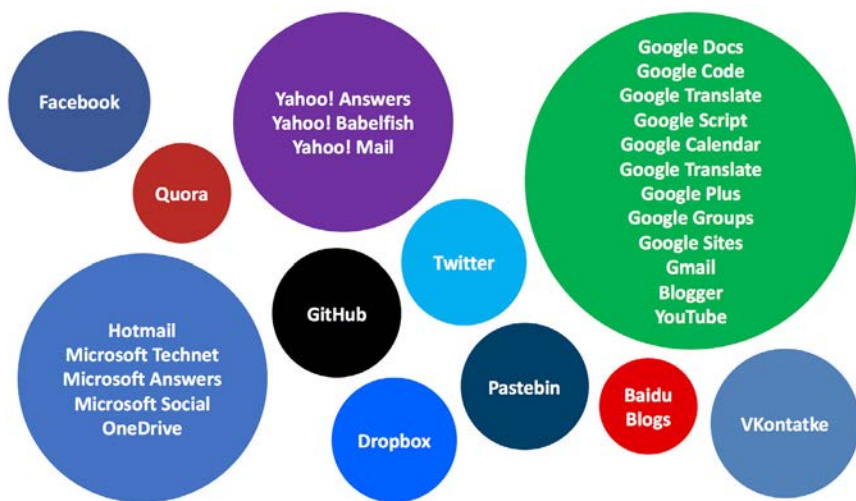 Facebook
Quora
Yahoo! Answers
Yahoo! Babelfish
Yahoo! Mail
Google Docs
Google Code
Google Translate
Google Script
Google Calendar
Google Translate
Google Plus
Google Groups
Google Sites
Gmail
Blogger
YouTube
Twitter
GitHub
Hotmail
Microsoft Technet
Microsoft Answers
Microsoft Social
OneDrive
Dropbox
Pastebin
Baidu
Blogs
VKontatke